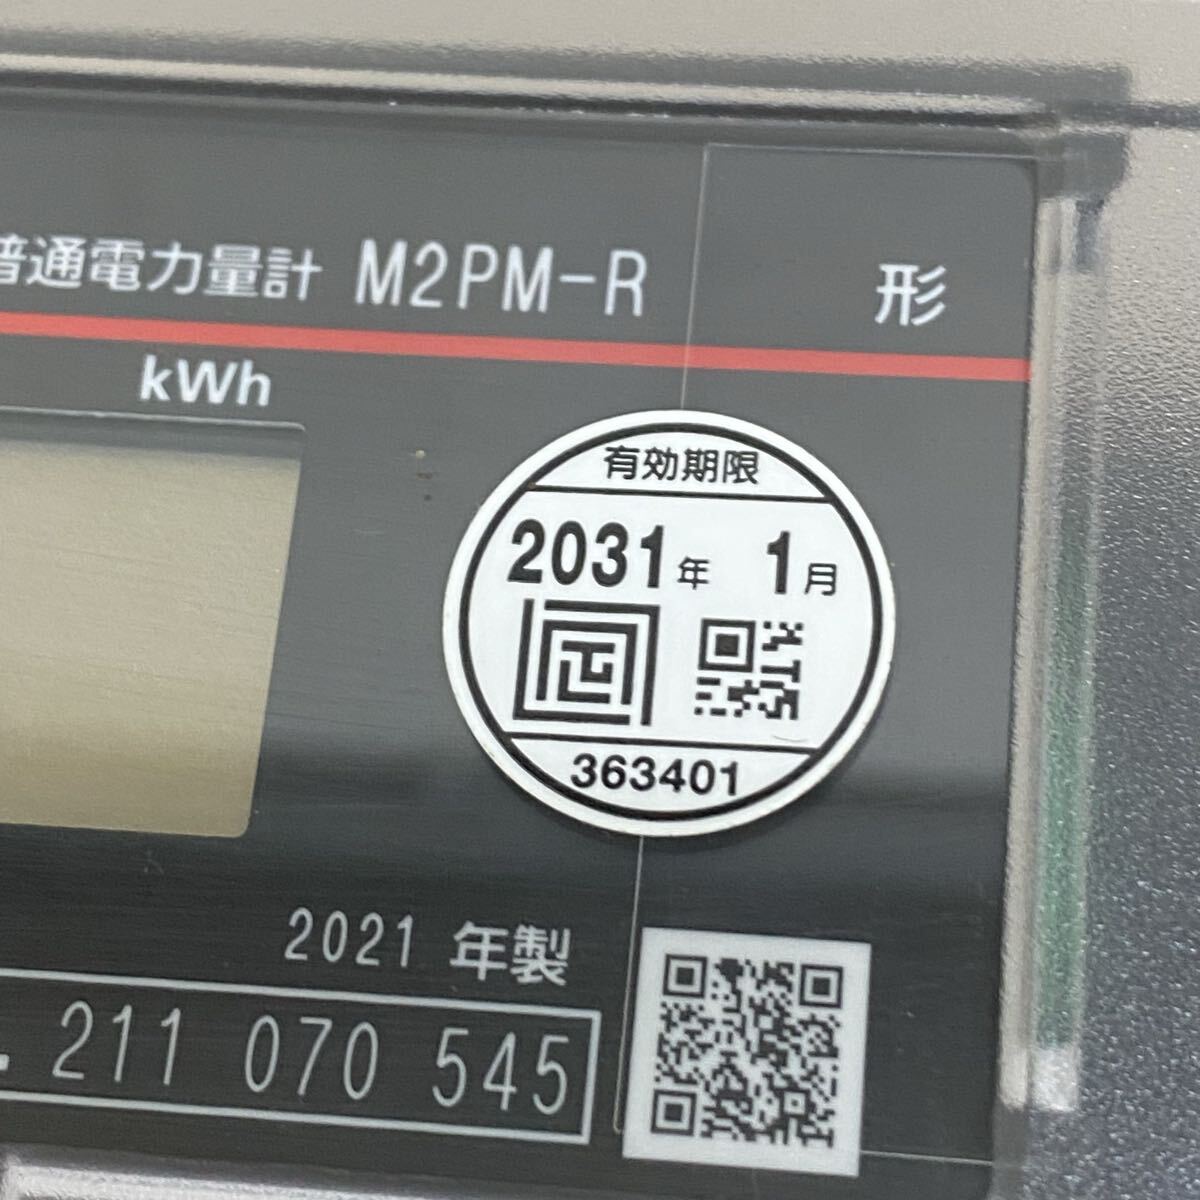 普通電力量計 M2PM-R 形
kWh
有効期限
2031年 1月
363401
2021 年製
. 211 070 545